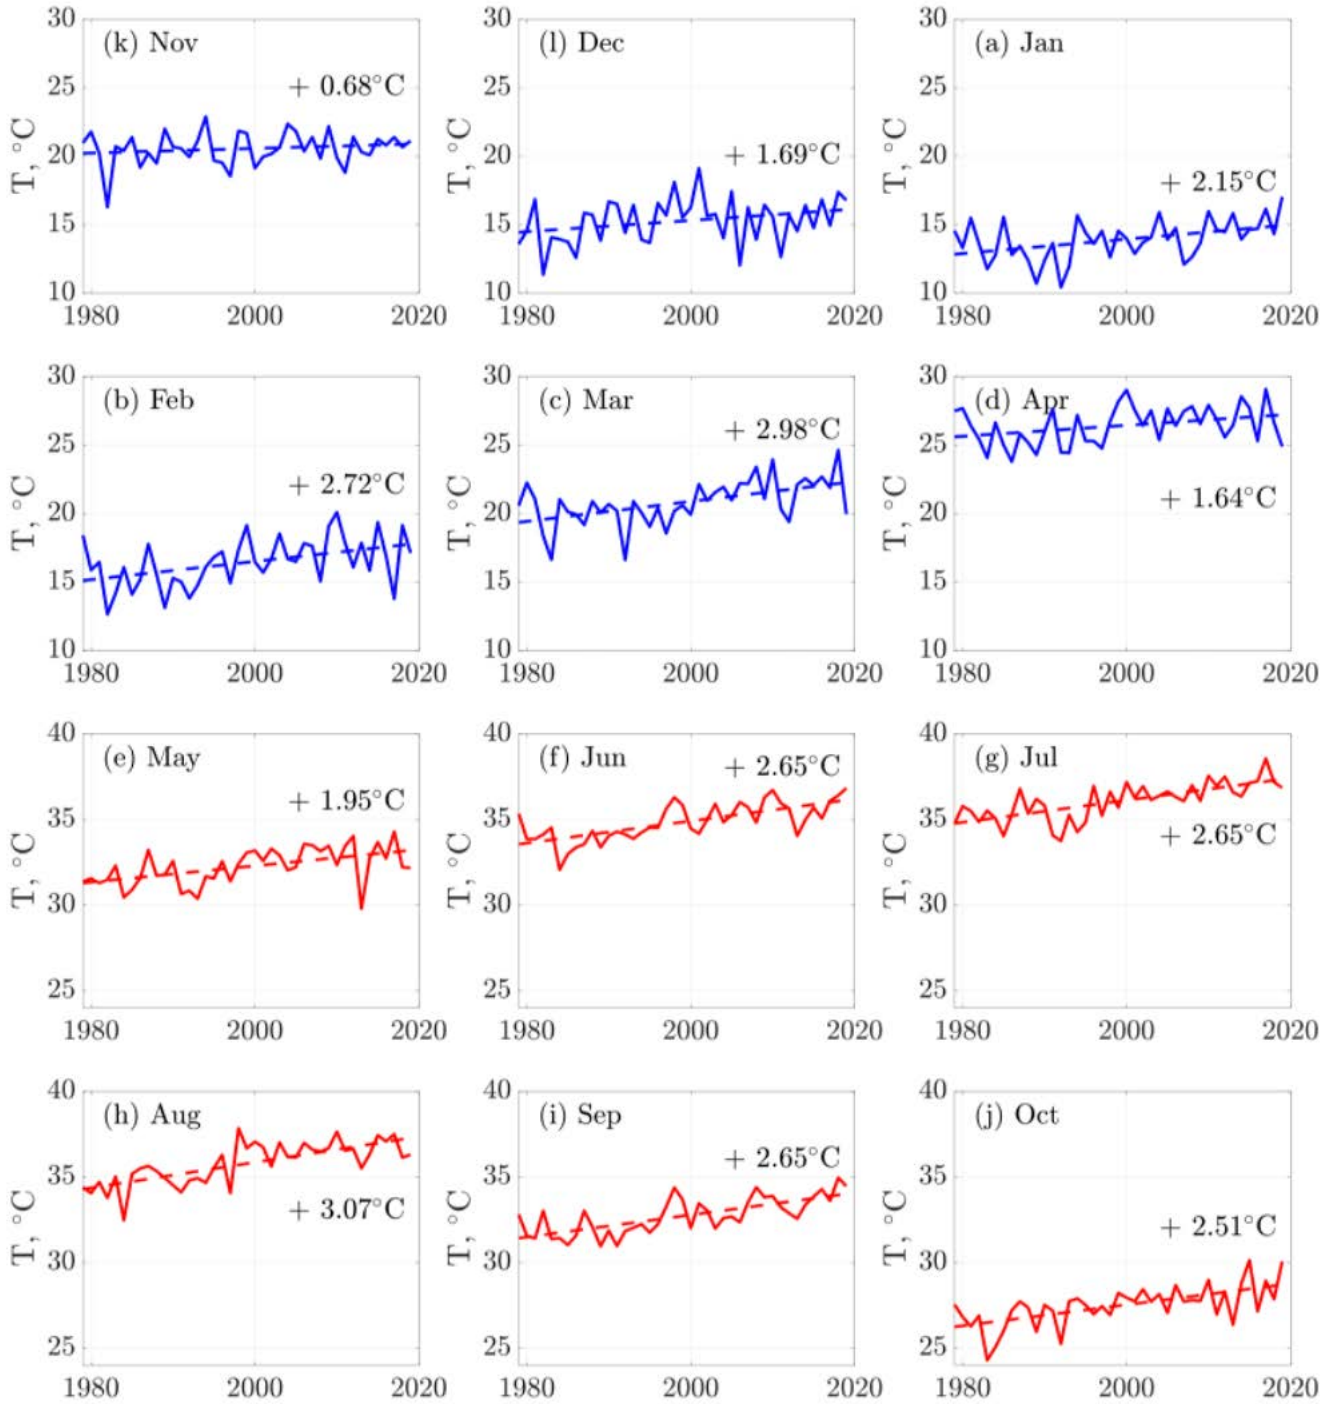 30
(k) Nov
+ 0.68°C
25
T, °C
20
15
10
1980
2000
2020
30
(l) Dec
25
+ 1.69°C
T, °C
20
15
10
1980
2000
2020
30
(a) Jan
25
+ 2.15°C
T, °C
20
15
10
1980
2000
2020
30
(b) Feb
25
+ 2.72°C
T, °C
20
15
10
1980
2000
2020
30
(c) Mar
+ 2.98°C
25
T, °C
20
15
10
1980
2000
2020
30
(d) Apr
25
+ 1.64°C
T, °C
20
15
10
1980
2000
2020
40
(e) May
+ 1.95°C
35
T, °C
30
25
1980
2000
2020
40
(f) Jun
+ 2.65°C
35
T, °C
30
25
1980
2000
2020
40
(g) Jul
35
+ 2.65°C
T, °C
30
25
1980
2000
2020
40
(h) Aug
35
+ 3.07°C
T, °C
30
25
1980
2000
2020
40
(i) Sep
+ 2.65°C
35
T, °C
30
25
1980
2000
2020
40
(j) Oct
35
+ 2.51°C
T, °C
30
25
1980
2000
2020